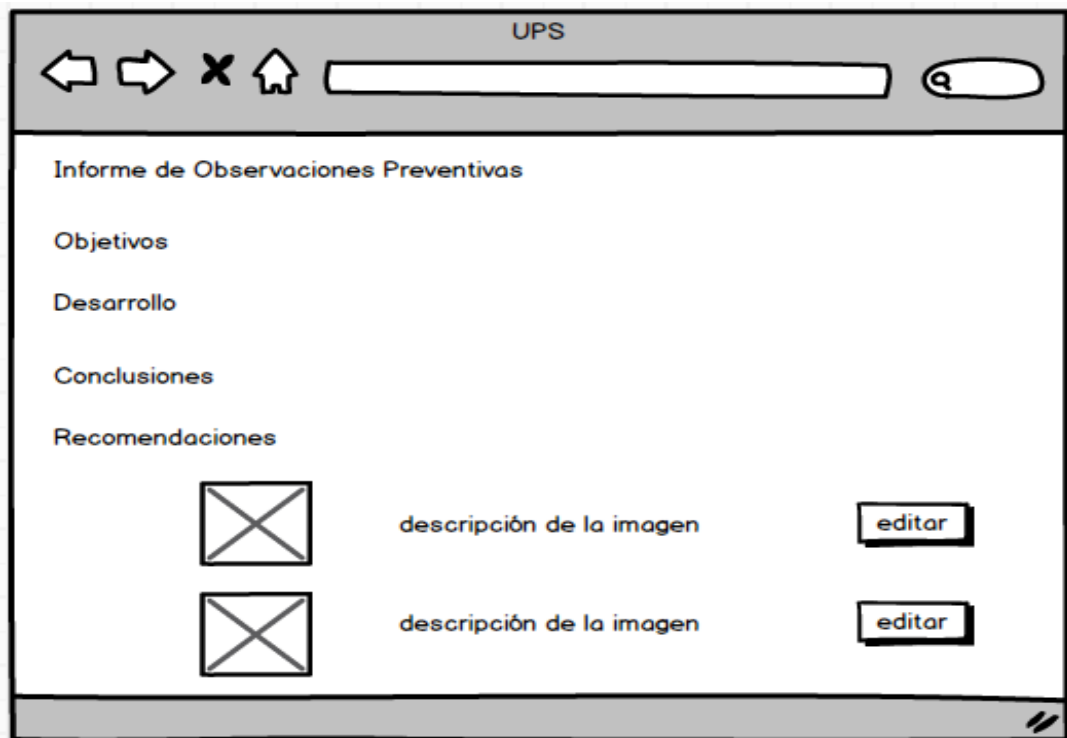 UPS
Informe de Observaciones Preventivas
Objetivos
Desarrollo
Conclusiones
Recomendaciones
descripción de la imagen
editar
descripción de la imagen
editar